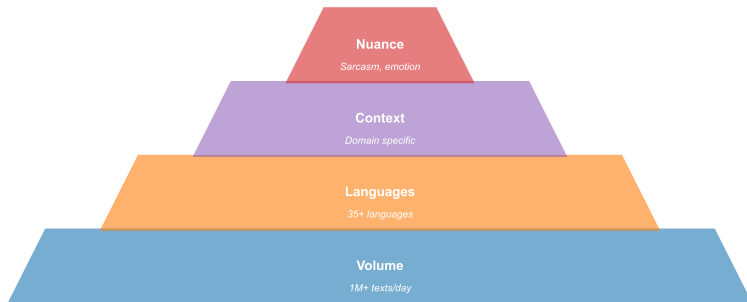 Nuance
Sarcasm, emotion
Context
Domain specific
Languages
35+ languages
Volume
1M+ texts/day